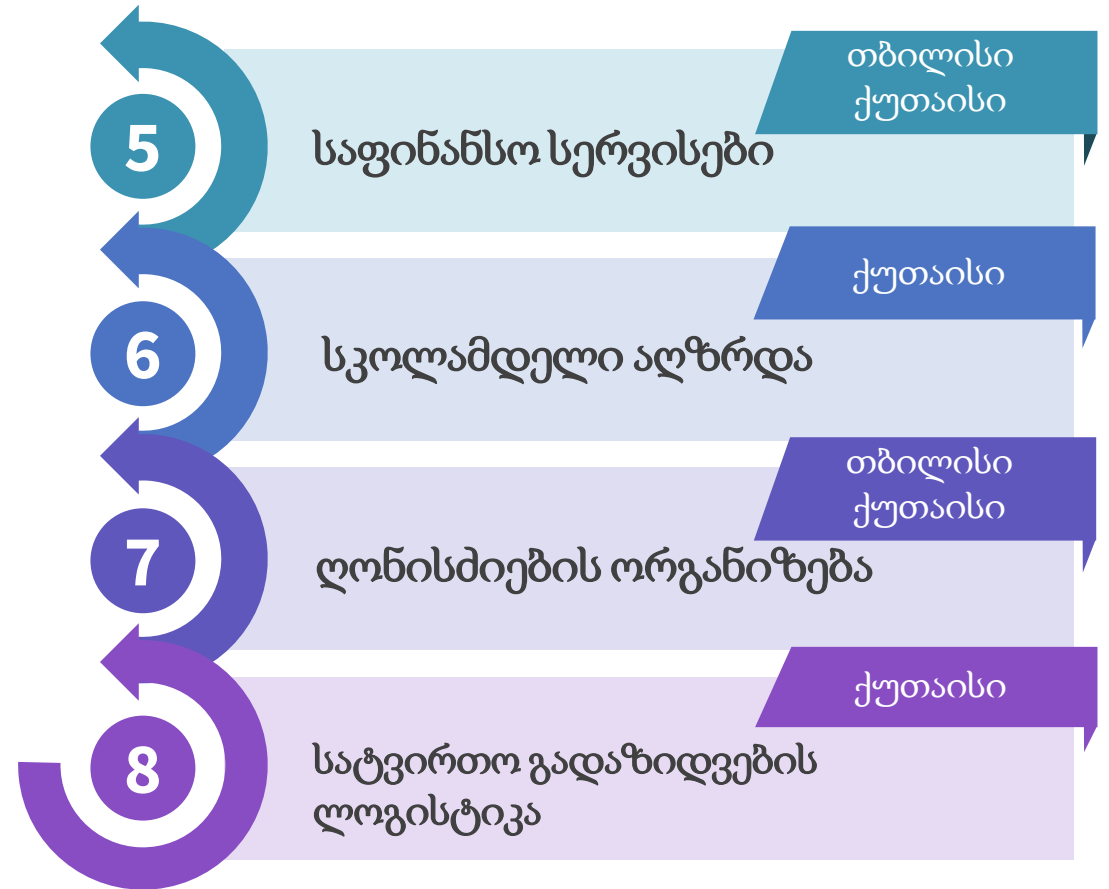 თბილისი
ქუთაისი
5
საფინანსო სერვისები
ქუთაისი
6
სკოლამდელი აღზრდა
თბილისი
ქუთაისი
7
ღონისძიების ორგანიზება
ქუთაისი
8
სატვირთო გადაზიდვების
ლოგისტიკა